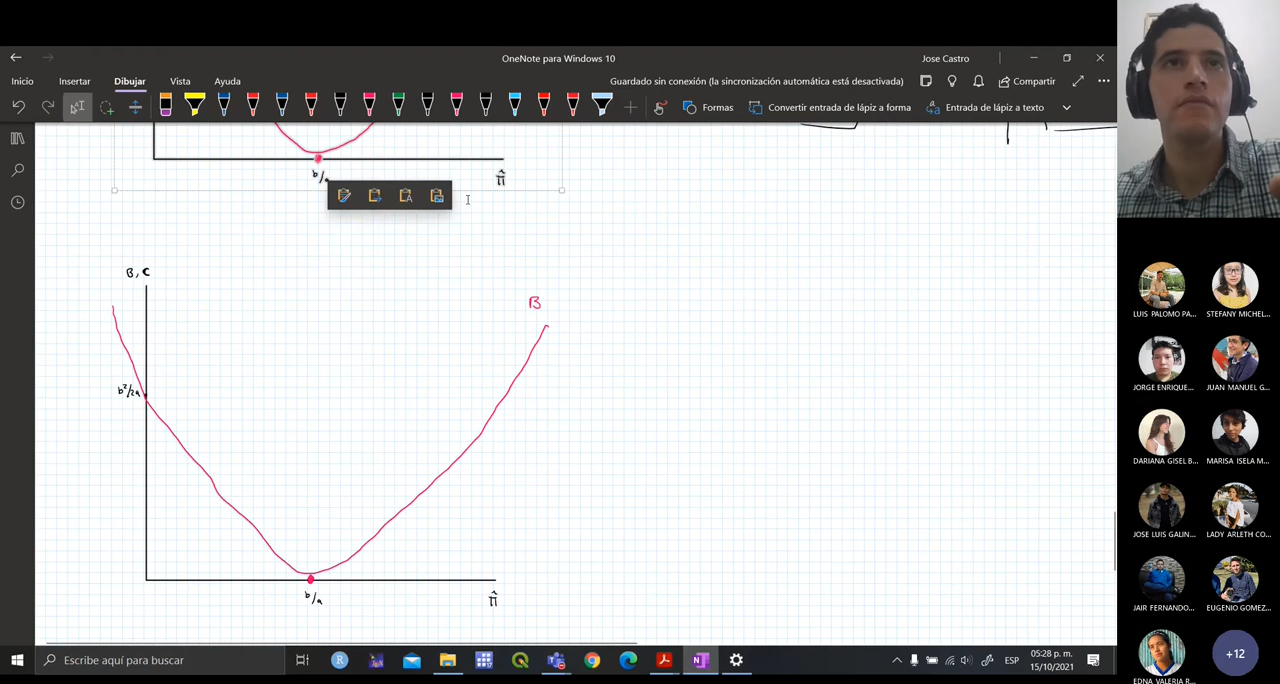 OneNote para Windows 10
Jose Castro
Inicio
Insertar
Dibujar
Vista
Ayuda
Guardado sin conexión (la sincronización automática está desactivada)
Compartir
Formas
Convertir entrada de lápiz a forma
Entrada de lápiz a texto
b/a
π̂
B, C
B
b²/2a
b/a
π̂
LUIS PALOMO PA...
STEFANY MICHEL...
JORGE ENRIQUE...
JUAN MANUEL G...
DARIANA GISEL B...
MARISA ISELA M...
JOSE LUIS GALIN...
LADY ARLETH CO...
JAIR FERNANDO...
EUGENIO GOMEZ...
EDNA VALERIA R...
+12
Escribe aquí para buscar
ESP
05:28 p. m.
15/10/2021